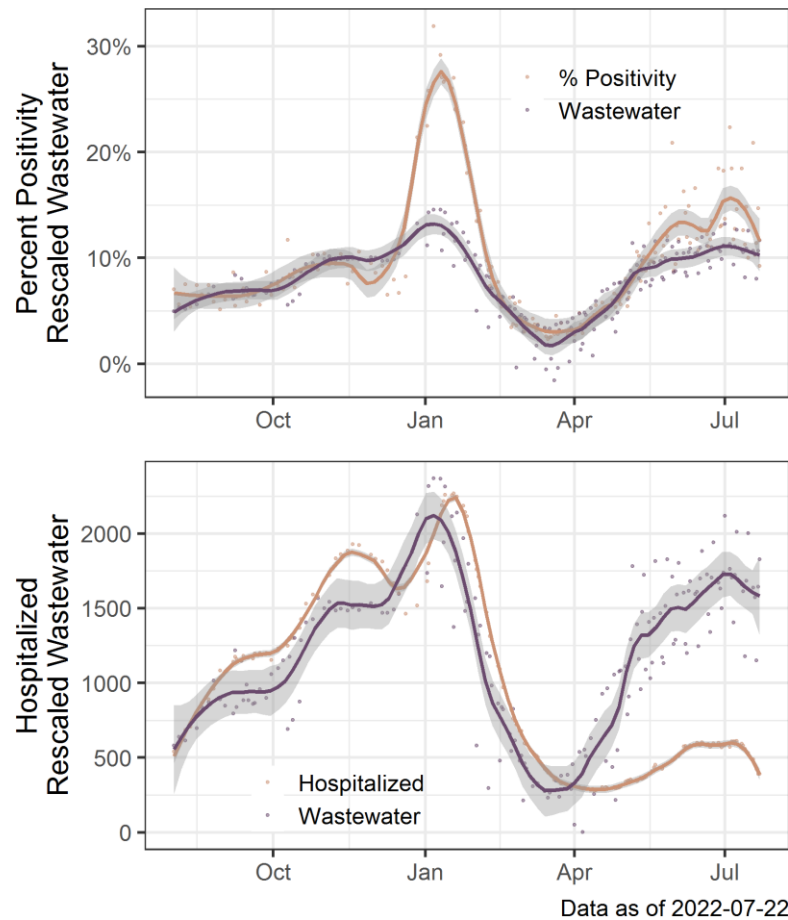 Percent Positivity
Rescaled Wastewater
30%
20%
10%
0%
% Positivity
Wastewater
Oct Jan Apr Jul
Hospitalized
Rescaled Wastewater
2000
1500
1000
500
0
Hospitalized
Wastewater
Oct Jan Apr Jul
Data as of 2022-07-22